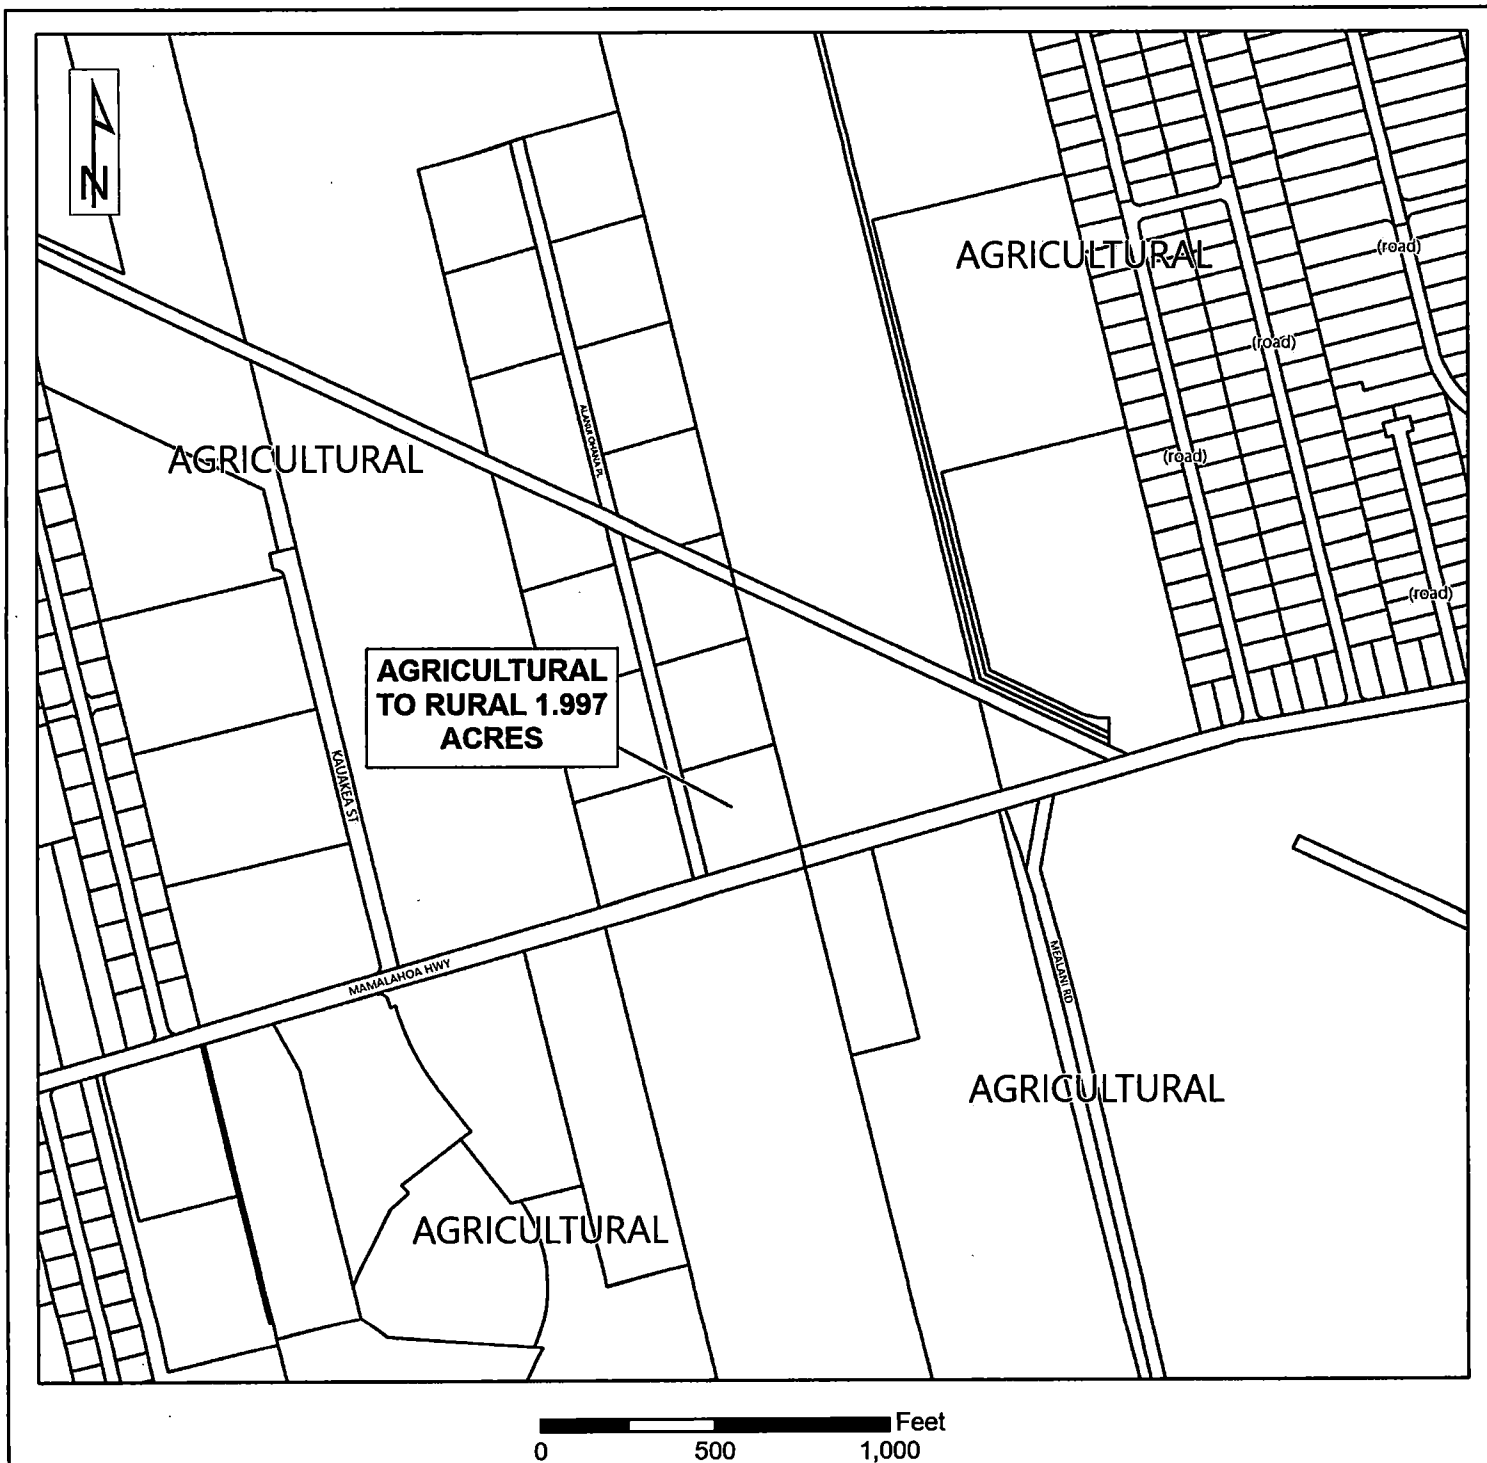 N
AGRICULTURAL
(road)
(road)
ALANUI OHANA PL
AGRICULTURAL
(road)
(road)
AGRICULTURAL
TO RURAL 1.997
ACRES
KAUAKEA ST
MAMALAHOA HWY
MEALANI RD
AGRICULTURAL
AGRICULTURAL
Feet
0 500 1,000